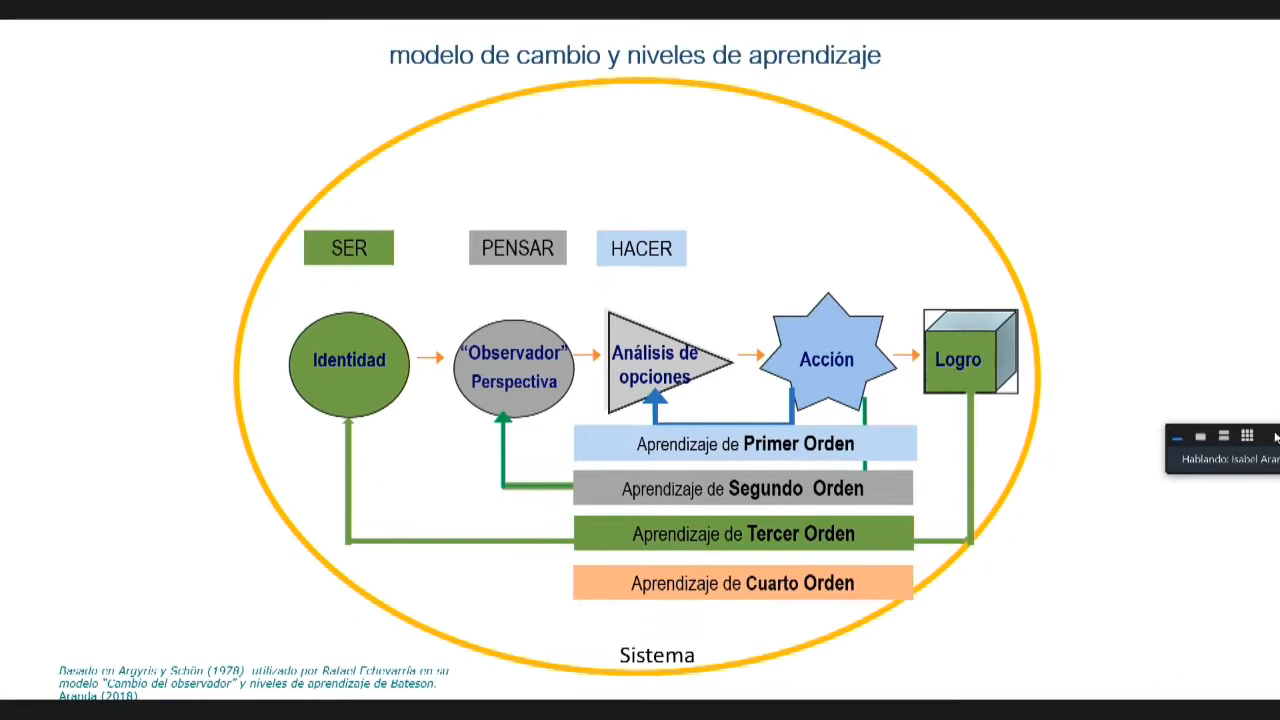 modelo de cambio y niveles de aprendizaje
SER
PENSAR
HACER
Identidad
“Observador”
Perspectiva
Análisis de
opciones
Acción
Logro
Aprendizaje de Primer Orden
Aprendizaje de Segundo Orden
Aprendizaje de Tercer Orden
Aprendizaje de Cuarto Orden
Sistema
Basado en Argyris y Schön (1978) utilizado por Rafael Echevarría en su
modelo “Cambio del observador” y niveles de aprendizaje de Bateson.
Aranda (2018)
Hablando: Isabel